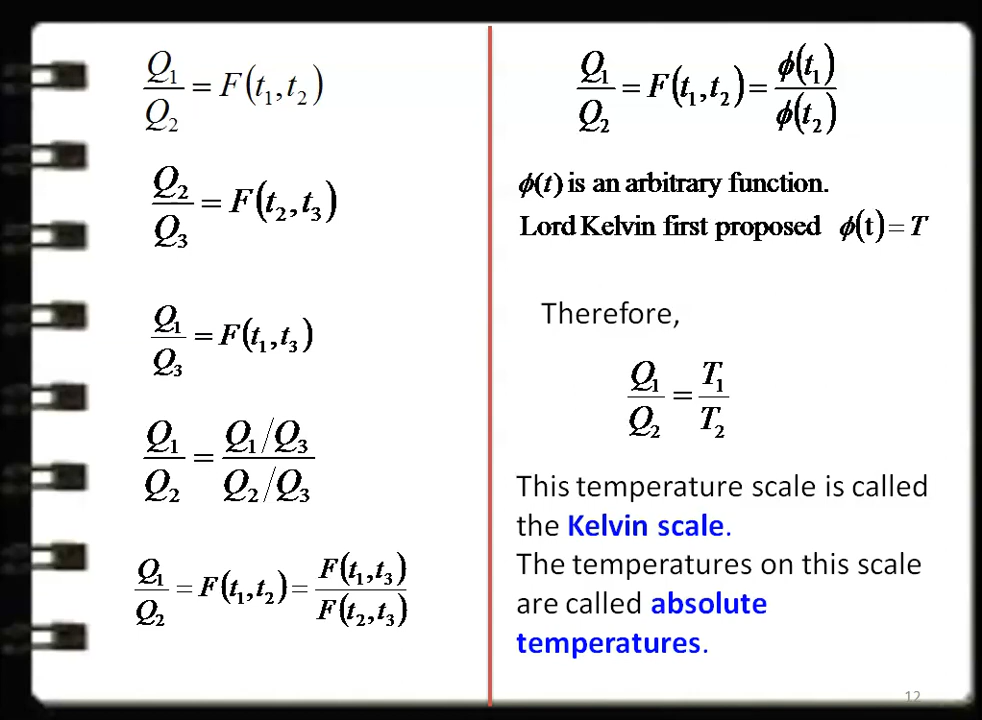 Q₁/Q₂ = F(t₁,t₂)
Q₂/Q₃ = F(t₂,t₃)
Q₁/Q₃ = F(t₁,t₃)
Q₁/Q₂ = (Q₁/Q₃)/(Q₂/Q₃)
Q₁/Q₂ = F(t₁,t₂) = F(t₁,t₃)/F(t₂,t₃)
Q₁/Q₂ = F(t₁,t₂) = ϕ(t₁)/ϕ(t₂)
ϕ(t) is an arbitrary function.
Lord Kelvin first proposed ϕ(t) = T
Therefore,
Q₁/Q₂ = T₁/T₂
This temperature scale is called
the Kelvin scale.
The temperatures on this scale
are called absolute
temperatures.
12